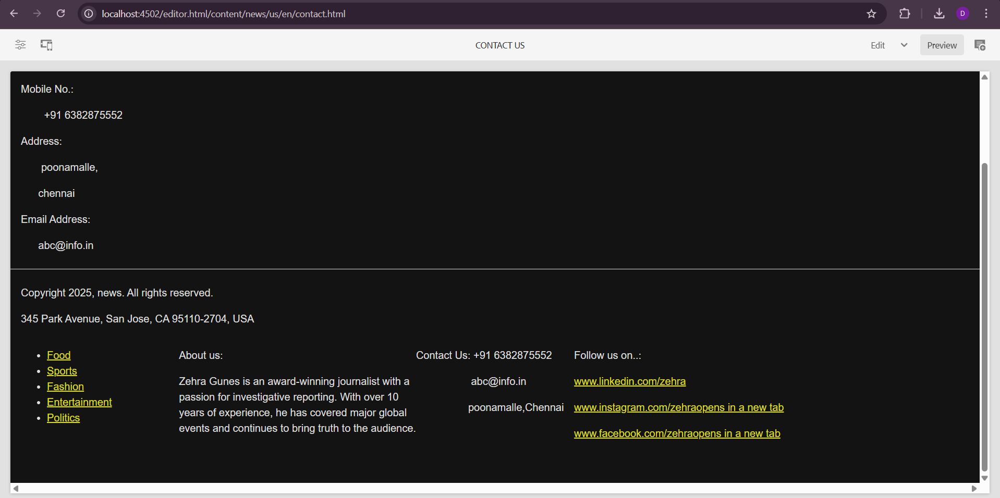 localhost:4502/editor.html/content/news/us/en/contact.html
D
CONTACT US
Edit
Preview
Mobile No.:
+91 6382875552
Address:
poonamalle,
chennai
Email Address:
abc@info.in
Copyright 2025, news. All rights reserved.
345 Park Avenue, San Jose, CA 95110-2704, USA
Food
Sports
Fashion
Entertainment
Politics
About us:
Zehra Gunes is an award-winning journalist with a
passion for investigative reporting. With over 10
years of experience, he has covered major global
events and continues to bring truth to the audience.
Contact Us: +91 6382875552
abc@info.in
poonamalle,Chennai
Follow us on..:
www.linkedin.com/zehra
www.instagram.com/zehraopens in a new tab
www.facebook.com/zehraopens in a new tab